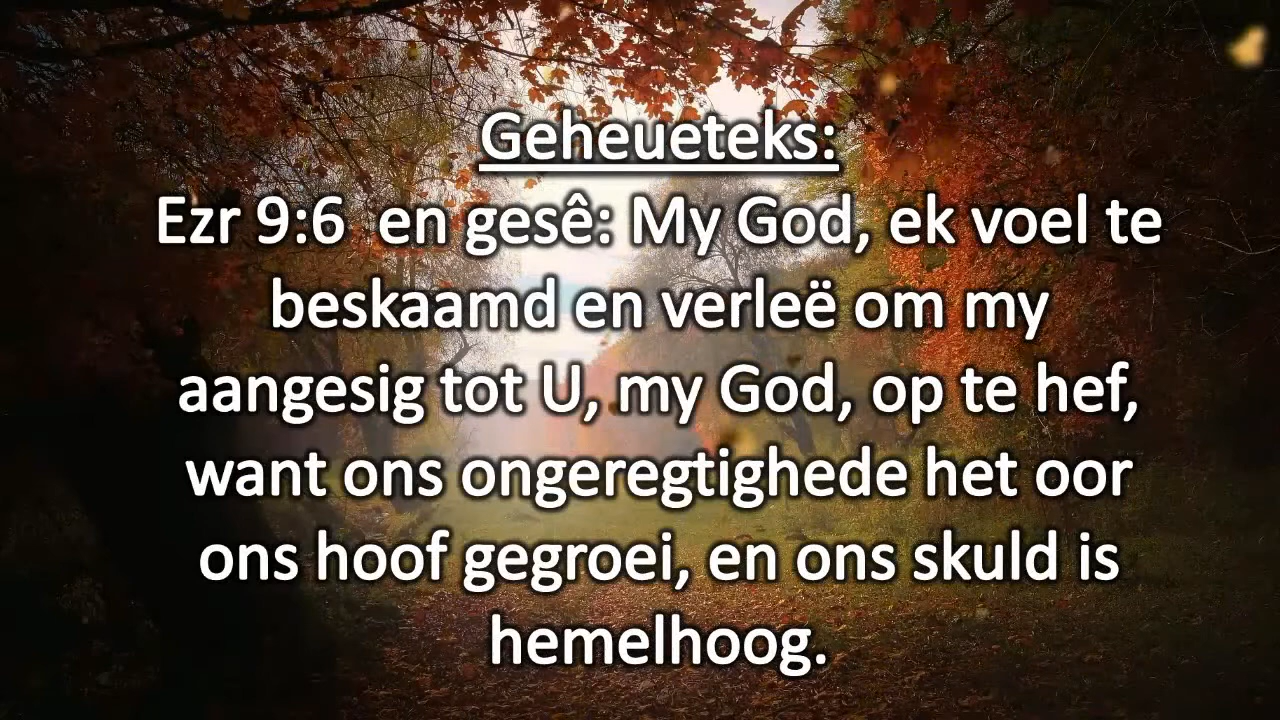 Geheueteks:
Ezr 9:6  en gesê: My God, ek voel te
beskaamd en verleë om my
aangesig tot U, my God, op te hef,
want ons ongeregtighede het oor
ons hoof gegroei, en ons skuld is
hemelhoog.